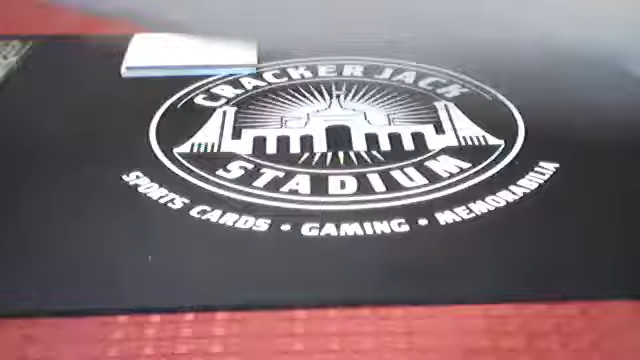 CRACKER JACK
STADIUM
SPORTS CARDS • GAMING • MEMORABILIA